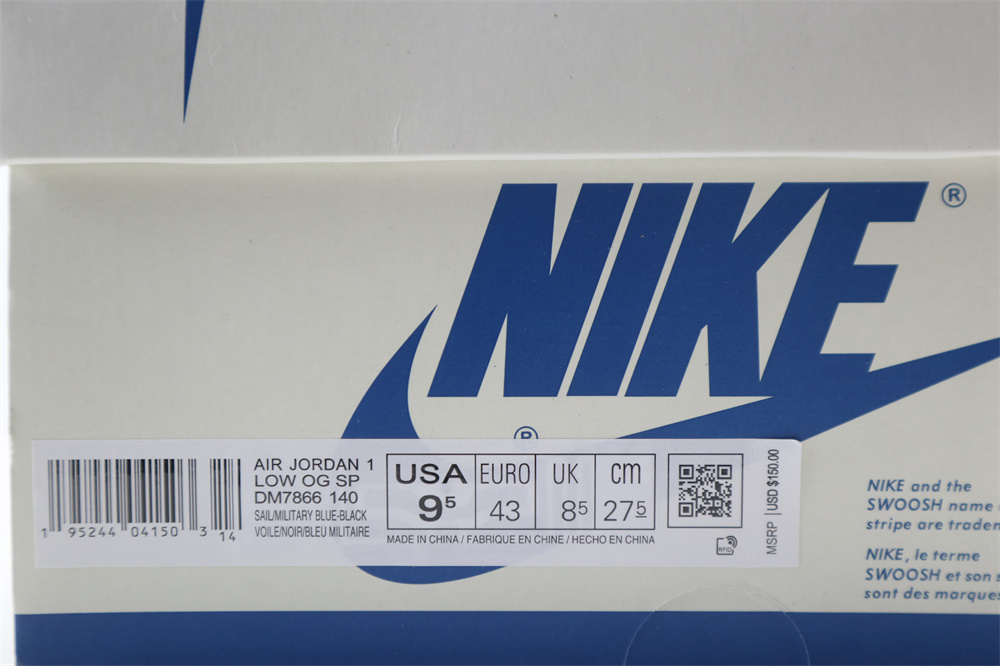 NIKE®
®
AIR JORDAN 1
LOW OG SP
DM7866 140
SAIL/MILITARY BLUE-BLACK
VOILE/NOIR/BLEU MILITAIRE
1 95244 04150 3 14
USA EURO UK cm
95 43 85 275
MADE IN CHINA / FABRIQUE EN CHINE / HECHO EN CHINA
RFID
MSRP |USD $150.00
NIKE and the
SWOOSH name
stripe are
NIKE, le terme
SWOOSH et son
sont des